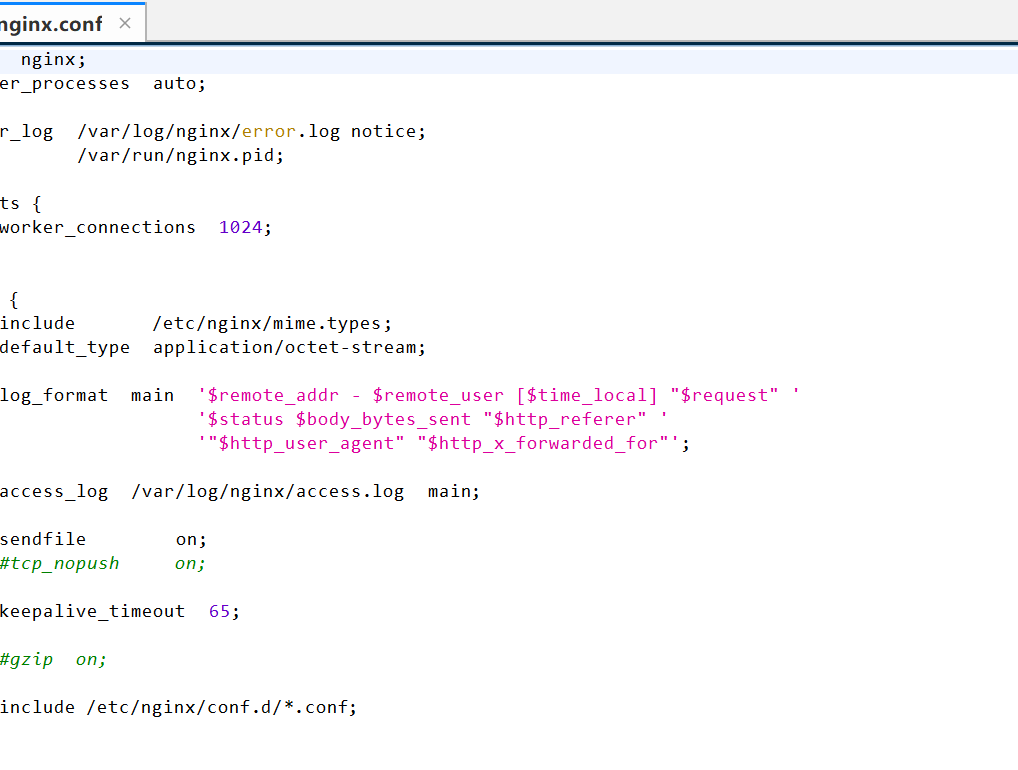 nginx.conf ×
nginx;
er_processes auto;
r_log /var/log/nginx/error.log notice;
/var/run/nginx.pid;
ts {
worker_connections 1024;
{
include /etc/nginx/mime.types;
default_type application/octet-stream;
log_format main '$remote_addr - $remote_user [$time_local] "$request" '
'$status $body_bytes_sent "$http_referer" '
'"$http_user_agent" "$http_x_forwarded_for"';
access_log /var/log/nginx/access.log main;
sendfile on;
#tcp_nopush on;
keepalive_timeout 65;
#gzip on;
include /etc/nginx/conf.d/*.conf;